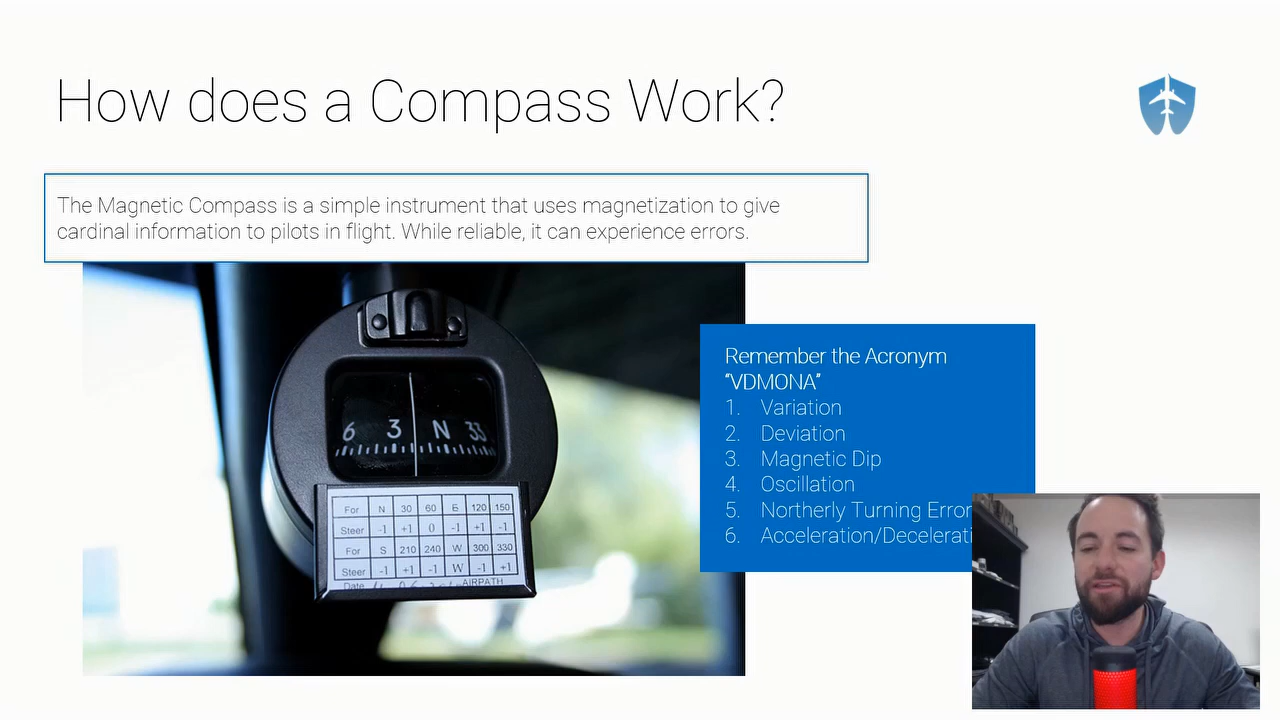 How does a Compass Work?
The Magnetic Compass is a simple instrument that uses magnetization to give
cardinal information to pilots in flight. While reliable, it can experience errors.
6 3 N 33
For N 30 60 E 120 150
Steer -1 +1 0 -1 +1 -1
For S 210 240 W 300 330
Steer -1 +1 -1 W -1 +1
Date AIRPATH
Remember the Acronym
"VDMONA"
1. Variation
2. Deviation
3. Magnetic Dip
4. Oscillation
5. Northerly Turning Error
6. Acceleration/Decelerati